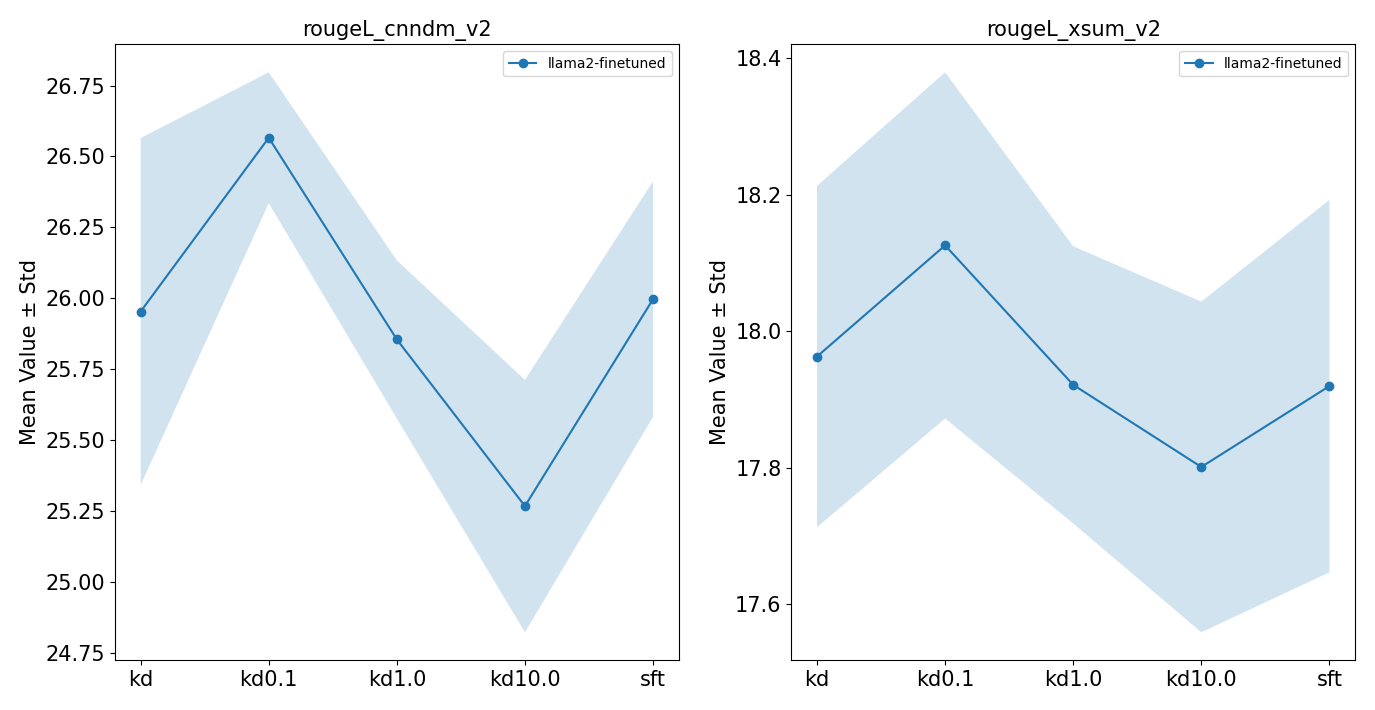 rougeL_cnndm_v2
llama2-finetuned
Mean Value ± Std
26.75
26.50
26.25
26.00
25.75
25.50
25.25
25.00
24.75
kd kd0.1 kd1.0 kd10.0 sft
rougeL_xsum_v2
llama2-finetuned
Mean Value ± Std
18.4
18.2
18.0
17.8
17.6
kd kd0.1 kd1.0 kd10.0 sft